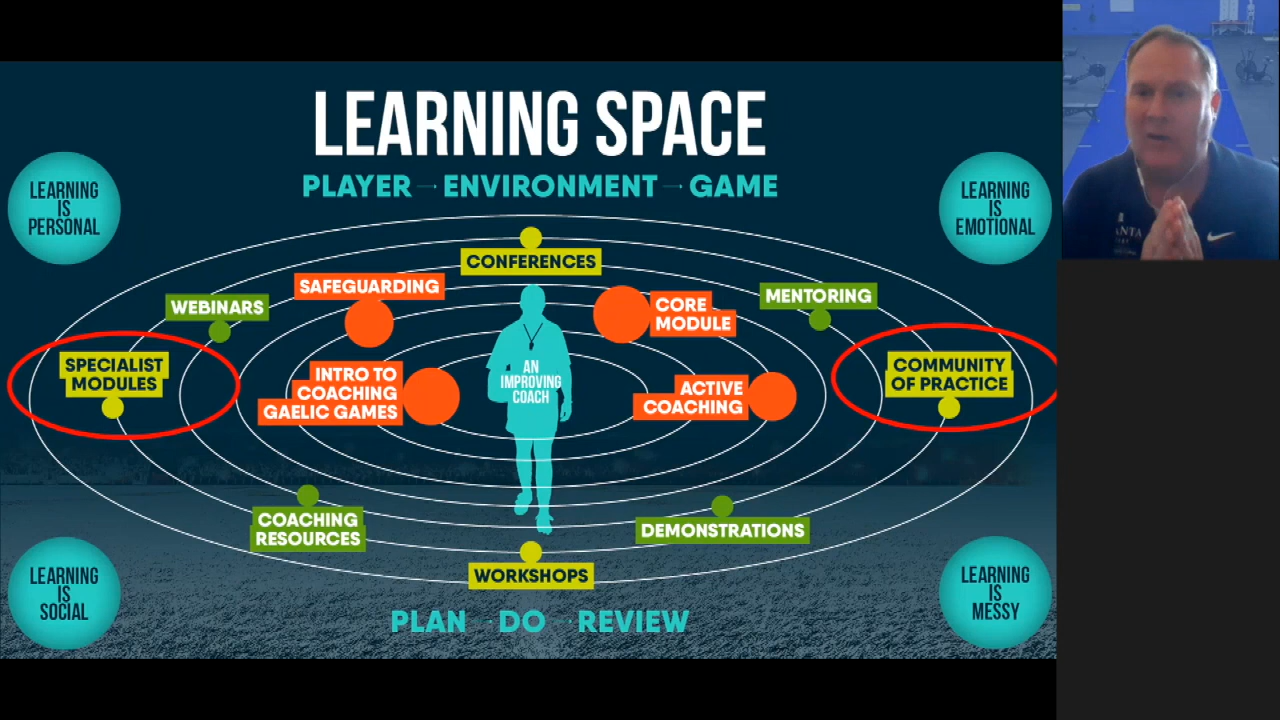 LEARNING SPACE
PLAYER → ENVIRONMENT → GAME
LEARNING
IS
PERSONAL
LEARNING
IS
EMOTIONAL
CONFERENCES
SAFEGUARDING
WEBINARS
CORE
MODULE
MENTORING
SPECIALIST
MODULES
INTRO TO
COACHING
GAELIC GAMES
AN
IMPROVING
COACH
ACTIVE
COACHING
COMMUNITY
OF PRACTICE
COACHING
RESOURCES
DEMONSTRATIONS
WORKSHOPS
LEARNING
IS
SOCIAL
LEARNING
IS
MESSY
PLAN → DO → REVIEW